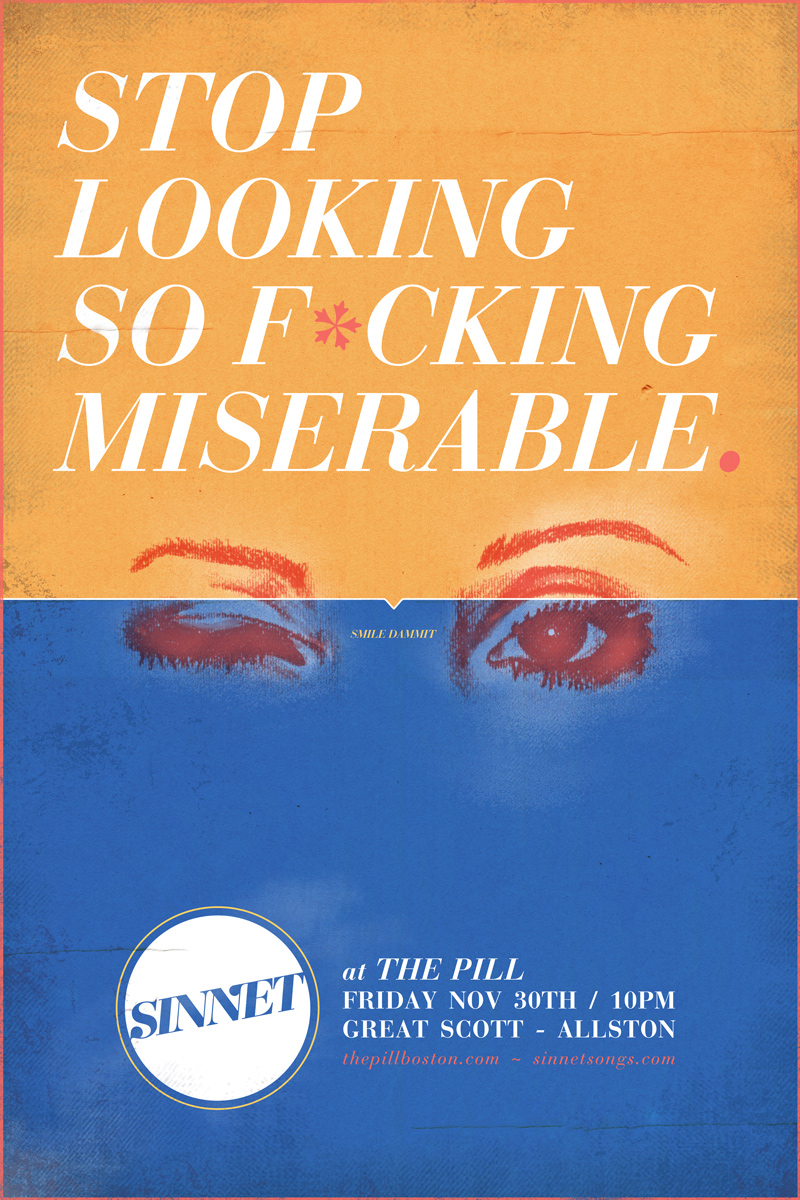 STOP
LOOKING
SO F*CKING
MISERABLE.
SMILE DAMMIT
SINNET
at THE PILL
FRIDAY NOV 30TH / 10PM
GREAT SCOTT - ALLSTON
thepillboston.com ~ sinnetsongs.com